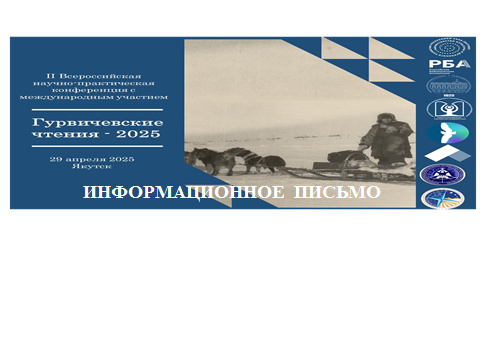 II Всероссийская
научно-практическая
конференция с
международным участием
Гурвичевские
чтения - 2025
29 апреля 2025
Якутск
ИНФОРМАЦИОННОЕ ПИСЬМО
РБА